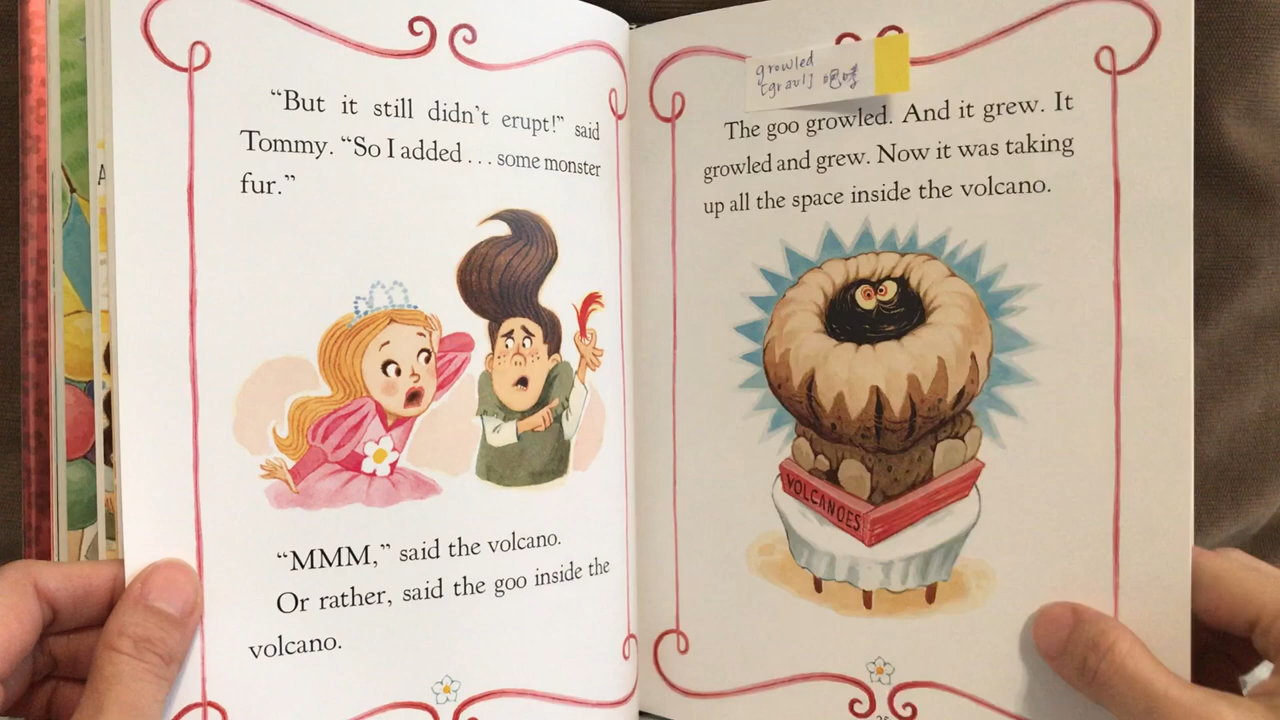 “But it still didn’t erupt!” said
Tommy. “So I added . . . some monster
fur.”
“MMM,” said the volcano.
Or rather, said the goo inside the
volcano.
growled
[graul] 咆哮
The goo growled. And it grew. It
growled and grew. Now it was taking
up all the space inside the volcano.
VOLCANOES